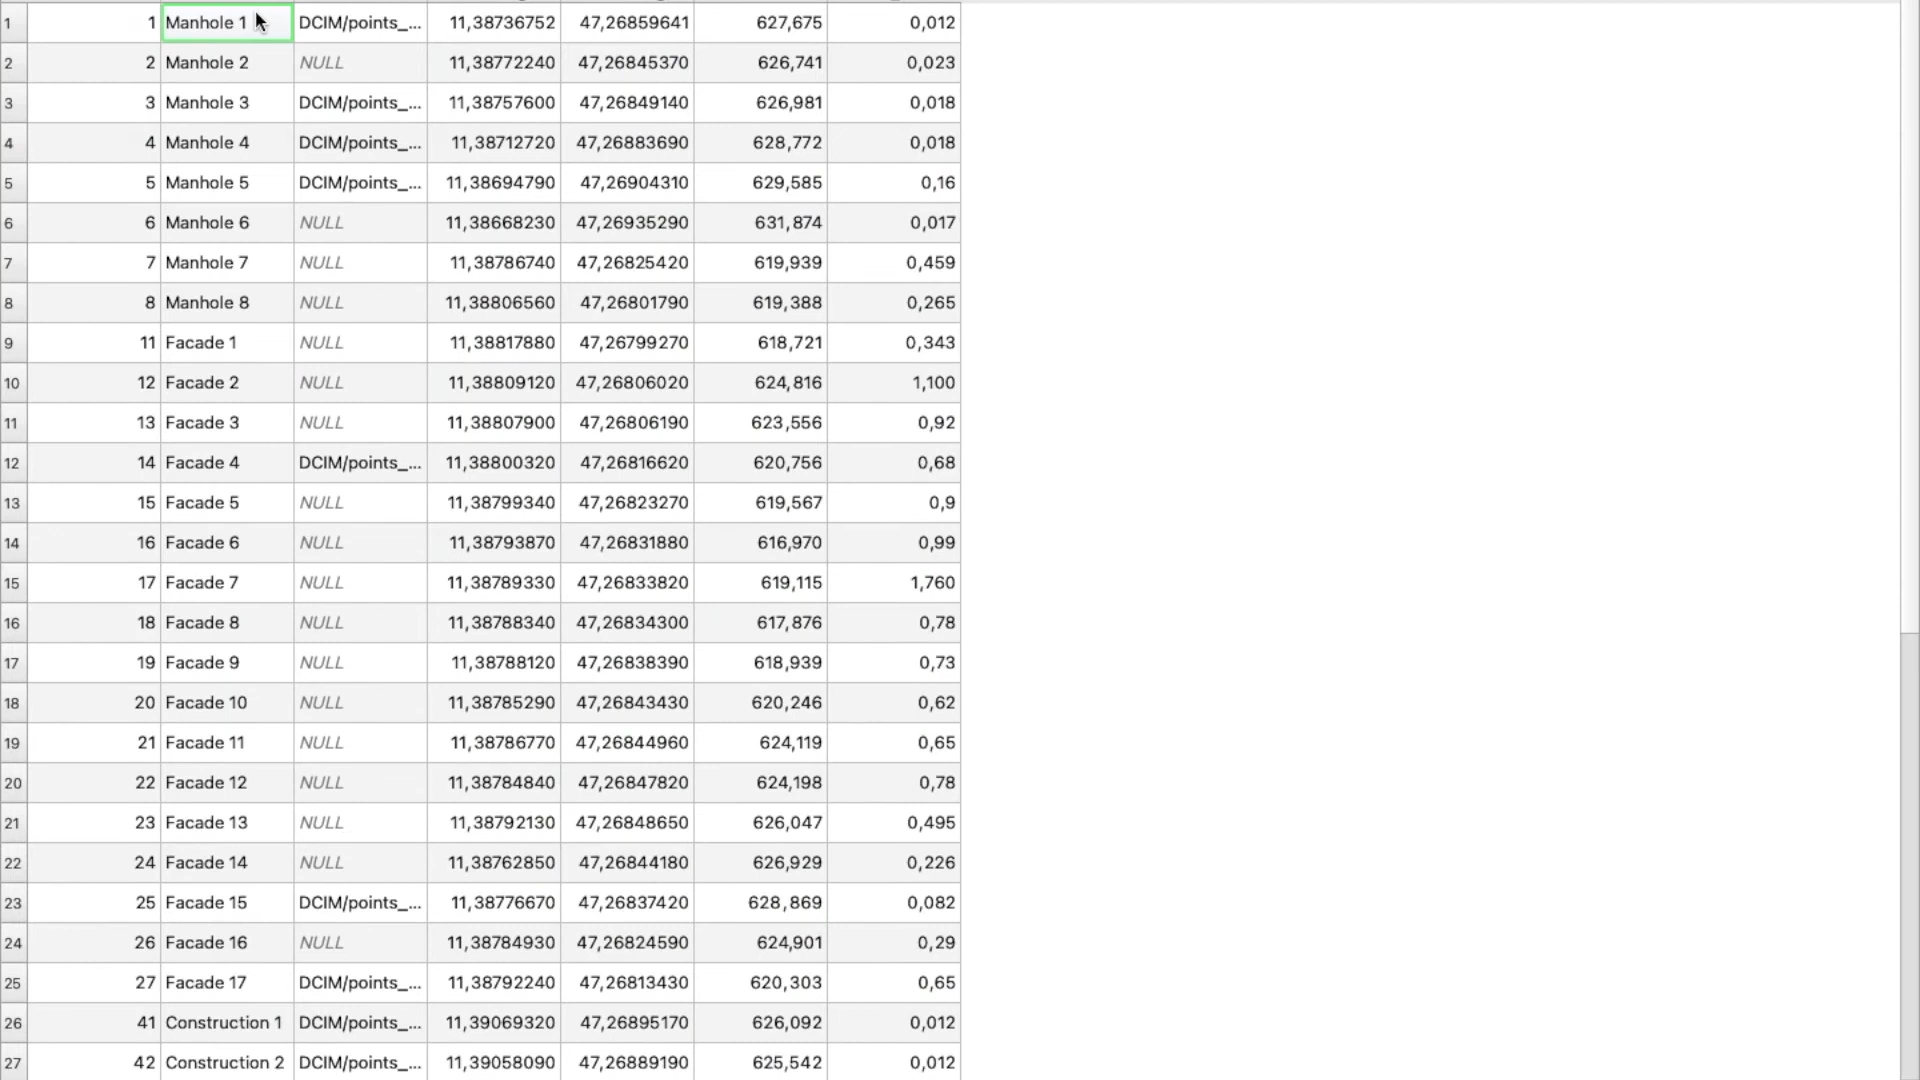 1 1 Manhole 1 DCIM/points_... 11,38736752 47,26859641 627,675 0,012
2 2 Manhole 2 NULL 11,38772240 47,26845370 626,741 0,023
3 3 Manhole 3 DCIM/points_... 11,38757600 47,26849140 626,981 0,018
4 4 Manhole 4 DCIM/points_... 11,38712720 47,26883690 628,772 0,018
5 5 Manhole 5 DCIM/points_... 11,38694790 47,26904310 629,585 0,16
6 6 Manhole 6 NULL 11,38668230 47,26935290 631,874 0,017
7 7 Manhole 7 NULL 11,38786740 47,26825420 619,939 0,459
8 8 Manhole 8 NULL 11,38806560 47,26801790 619,388 0,265
9 11 Facade 1 NULL 11,38817880 47,26799270 618,721 0,343
10 12 Facade 2 NULL 11,38809120 47,26806020 624,816 1,100
11 13 Facade 3 NULL 11,38807900 47,26806190 623,556 0,92
12 14 Facade 4 DCIM/points_... 11,38800320 47,26816620 620,756 0,68
13 15 Facade 5 NULL 11,38799340 47,26823270 619,567 0,9
14 16 Facade 6 NULL 11,38793870 47,26831880 616,970 0,99
15 17 Facade 7 NULL 11,38789330 47,26833820 619,115 1,760
16 18 Facade 8 NULL 11,38788340 47,26834300 617,876 0,78
17 19 Facade 9 NULL 11,38788120 47,26838390 618,939 0,73
18 20 Facade 10 NULL 11,38785290 47,26843430 620,246 0,62
19 21 Facade 11 NULL 11,38786770 47,26844960 624,119 0,65
20 22 Facade 12 NULL 11,38784840 47,26847820 624,198 0,78
21 23 Facade 13 NULL 11,38792130 47,26848650 626,047 0,495
22 24 Facade 14 NULL 11,38762850 47,26844180 626,929 0,226
23 25 Facade 15 DCIM/points_... 11,38776670 47,26837420 628,869 0,082
24 26 Facade 16 NULL 11,38784930 47,26824590 624,901 0,29
25 27 Facade 17 DCIM/points_... 11,38792240 47,26813430 620,303 0,65
26 41 Construction 1 DCIM/points_... 11,39069320 47,26895170 626,092 0,012
27 42 Construction 2 DCIM/points_... 11,39058090 47,26889190 625,542 0,012